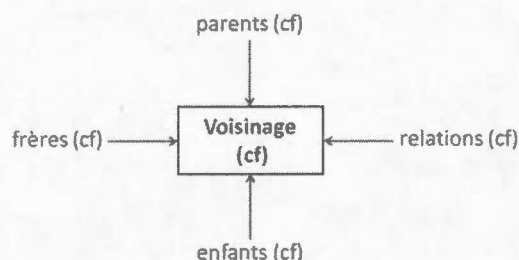 parents (cf)
frères (cf)
Voisinage
(cf)
relations (cf)
enfants (cf)